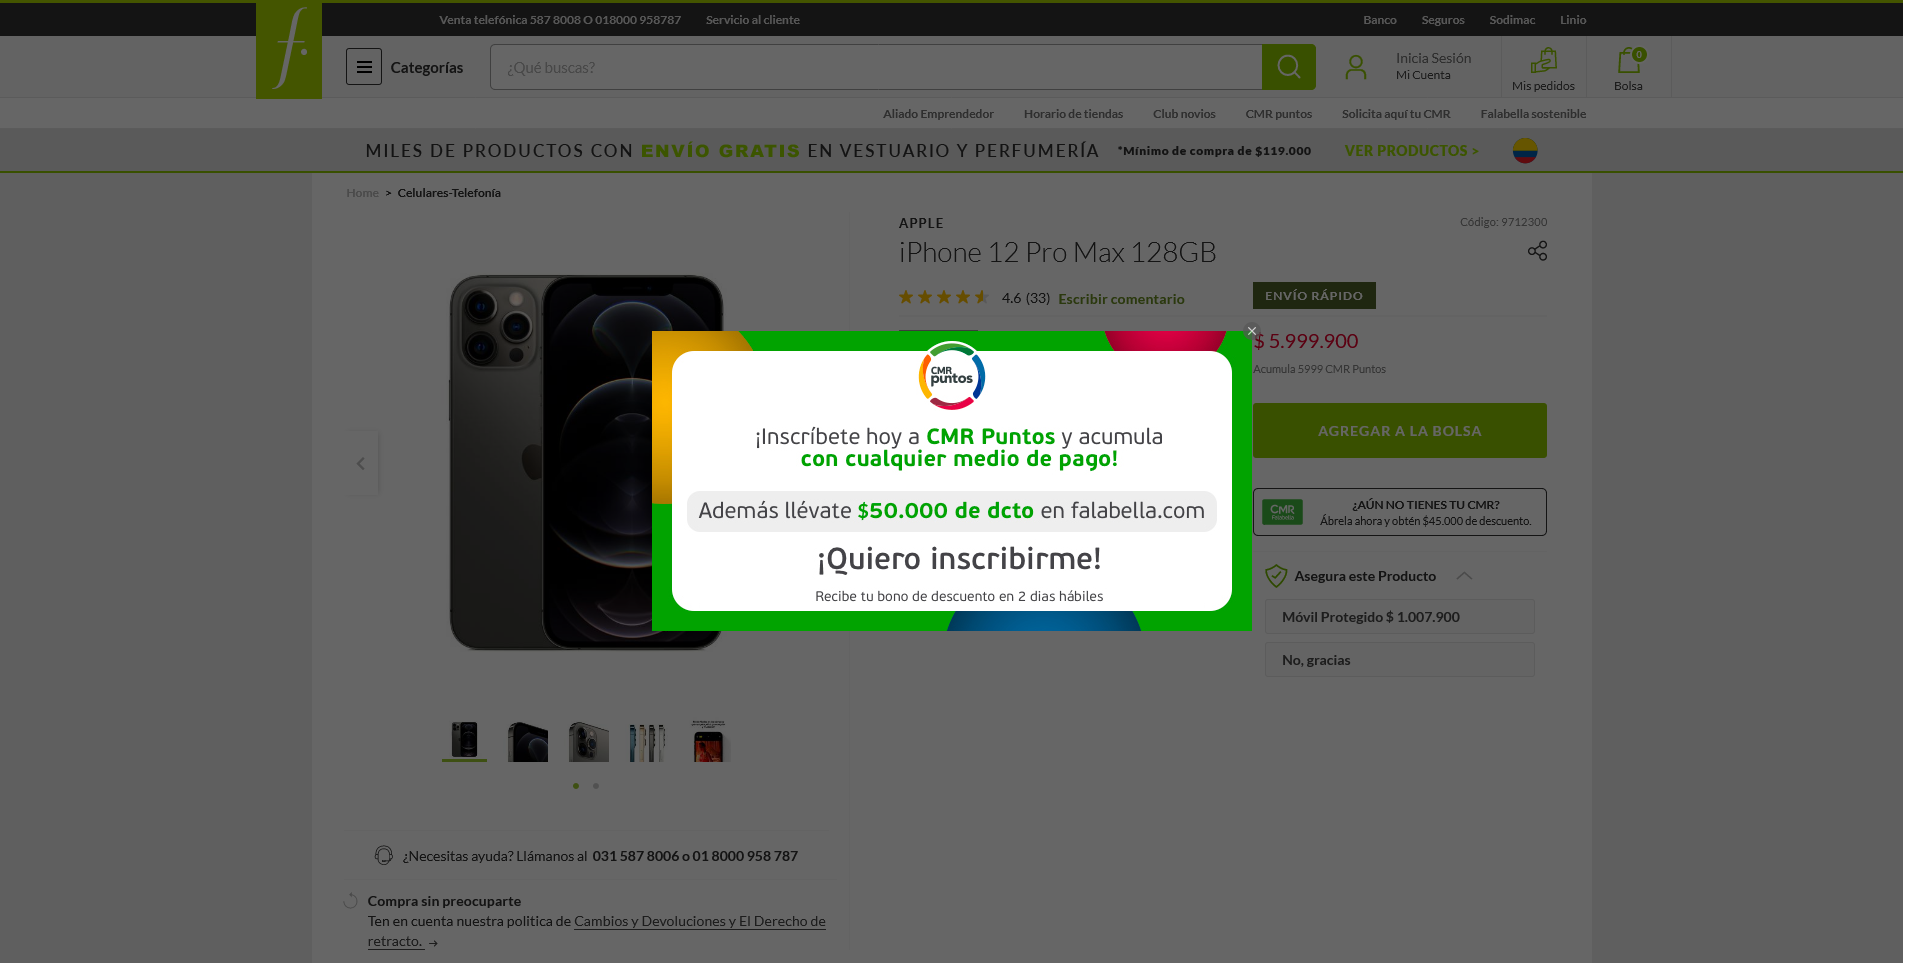 Venta telefónica 587 8008 O 018000 958787 Servicio al cliente Banco Seguros Sodimac Linio
f.
Categorías ¿Qué buscas? Inicia Sesión
Mi Cuenta
Mis pedidos
0
Bolsa
Aliado Emprendedor Horario de tiendas Club novios CMR puntos Solicita aquí tu CMR Falabella sostenible
MILES DE PRODUCTOS CON ENVÍO GRATIS EN VESTUARIO Y PERFUMERÍA *Mínimo de compra de $119.000 VER PRODUCTOS >
Home > Celulares-Telefonía
APPLE Código: 9712300
iPhone 12 Pro Max 128GB
4.6 (33) Escribir comentario ENVÍO RÁPIDO
$ 5.999.900
Acumula 5999 CMR Puntos
AGREGAR A LA BOLSA
CMR
¿AÚN NO TIENES TU CMR?
Ábrela ahora y obtén $45.000 de descuento.
Asegura este Producto
Móvil Protegido $ 1.007.900
No, gracias
CMR
puntos
¡Inscríbete hoy a CMR Puntos y acumula
con cualquier medio de pago!
Además llévate $50.000 de dcto en falabella.com
¡Quiero inscribirme!
Recibe tu bono de descuento en 2 dias hábiles
¿Necesitas ayuda? Llámanos al 031 587 8006 o 01 8000 958 787
Compra sin preocuparte
Ten en cuenta nuestra politica de Cambios y Devoluciones y El Derecho de
retracto. →